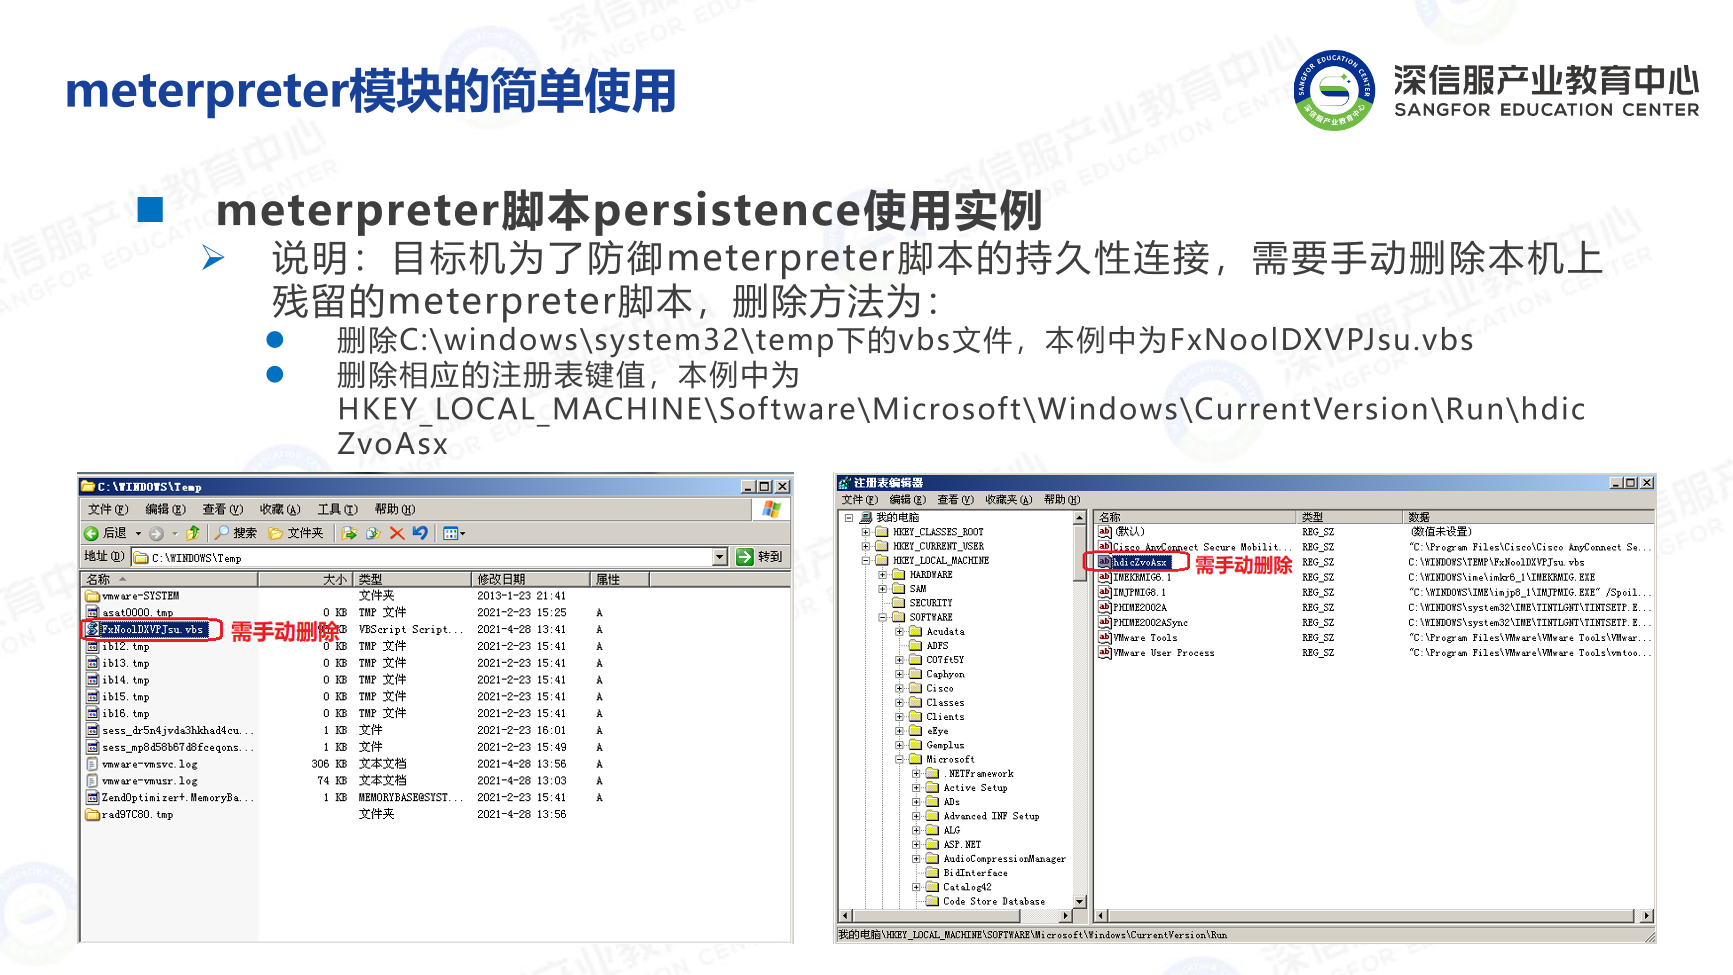 meterpreter模块的简单使用
深信服产业教育中心
SANGFOR EDUCATION CENTER
meterpreter脚本persistence使用实例
说明：目标机为了防御meterpreter脚本的持久性连接，需要手动删除本机上
残留的meterpreter脚本，删除方法为：
删除C:\windows\system32\temp下的vbs文件，本例中为FxNoolDXVPJsu.vbs
删除相应的注册表键值，本例中为
HKEY_LOCAL_MACHINE\Software\Microsoft\Windows\CurrentVersion\Run\hdic
ZvoAsx
C:\WINDOWS\Temp
文件(F) 编辑(E) 查看(V) 收藏(A) 工具(T) 帮助(H)
后退 搜索 文件夹
地址(D) C:\WINDOWS\Temp 转到
名称 大小 类型 修改日期 属性
vmware-SYSTEM 文件夹 2013-1-23 21:41
asat0000.tmp 0 KB TMP 文件 2021-2-23 15:25 A
FxNoolDXVPJsu.vbs 需手动删除 KB VBScript Script... 2021-4-28 13:41 A
ib12.tmp 0 KB TMP 文件 2021-2-23 15:41 A
ib13.tmp 0 KB TMP 文件 2021-2-23 15:41 A
ib14.tmp 0 KB TMP 文件 2021-2-23 15:41 A
ib15.tmp 0 KB TMP 文件 2021-2-23 15:41 A
ib16.tmp 0 KB TMP 文件 2021-2-23 15:41 A
sess_dr5n4jvda3hkhad4cu... 1 KB 文件 2021-2-23 16:01 A
sess_mp8d58b67d8fceqons... 1 KB 文件 2021-2-23 15:49 A
vmware-vmsvc.log 306 KB 文本文档 2021-4-28 13:56 A
vmware-vmusr.log 74 KB 文本文档 2021-4-28 13:03 A
ZendOptimizer+.MemoryBa... 1 KB MEMORYBASE@SYST... 2021-2-23 15:41 A
rad97C80.tmp 文件夹 2021-4-28 13:56
注册表编辑器
文件(F) 编辑(E) 查看(V) 收藏夹(A) 帮助(H)
我的电脑
HKEY_CLASSES_ROOT
HKEY_CURRENT_USER
HKEY_LOCAL_MACHINE
HARDWARE
SAM
SECURITY
SOFTWARE
Acudata
ADFS
C07ft5Y
Caphyon
Cisco
Classes
Clients
eEye
Gemplus
Microsoft
.NETFramework
Active Setup
ADs
Advanced INF Setup
ALG
ASP.NET
AudioCompressionManager
BidInterface
Catalog42
Code Store Database
名称 类型 数据
(默认) REG_SZ (数值未设置)
Cisco AnyConnect Secure Mobilit... REG_SZ "C:\Program Files\Cisco\Cisco AnyConnect Se...
hdicZvoAsx 需手动删除 REG_SZ C:\WINDOWS\TEMP\FxNoolDXVPJsu.vbs
IMEKRMIG6.1 REG_SZ C:\WINDOWS\ime\imkr6_1\IMEKRMIG.EXE
IMJPMIG8.1 REG_SZ "C:\WINDOWS\IME\imjp8_1\IMJPMIG.EXE" /Spoil...
PHIME2002A REG_SZ C:\WINDOWS\system32\IME\TINTLGNT\TINTSETP.E...
PHIME2002ASync REG_SZ C:\WINDOWS\system32\IME\TINTLGNT\TINTSETP.E...
VMware Tools REG_SZ "C:\Program Files\VMware\VMware Tools\VMwar...
VMware User Process REG_SZ "C:\Program Files\VMware\VMware Tools\vmtoo...
我的电脑\HKEY_LOCAL_MACHINE\SOFTWARE\Microsoft\Windows\CurrentVersion\Run